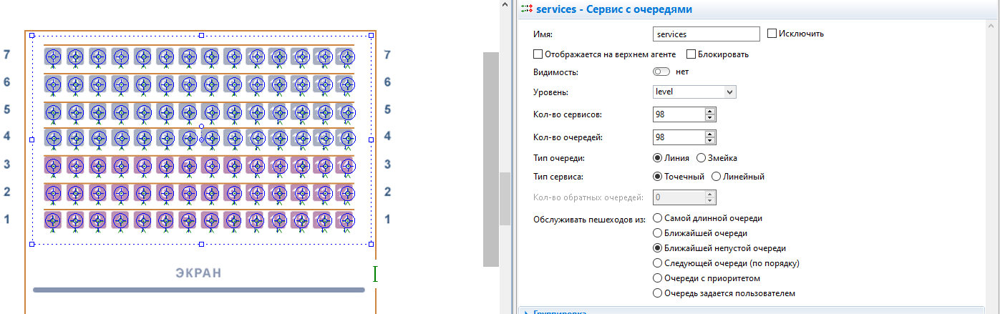 services - Сервис с очередями
Имя: services Исключить
Отображается на верхнем агенте Блокировать
Видимость: нет
Уровень: level
Кол-во сервисов: 98
Кол-во очередей: 98
Тип очереди: Линия Змейка
Тип сервиса: Точечный Линейный
Кол-во обратных очередей: 0
Обслуживать пешеходов из: Самой длинной очереди
Ближайшей очереди
Ближайшей непустой очереди
Следующей очереди (по порядку)
Очереди с приоритетом
Очередь задается пользователем
7 7
6 6
5 5
4 4
3 3
2 2
1 1
ЭКРАН